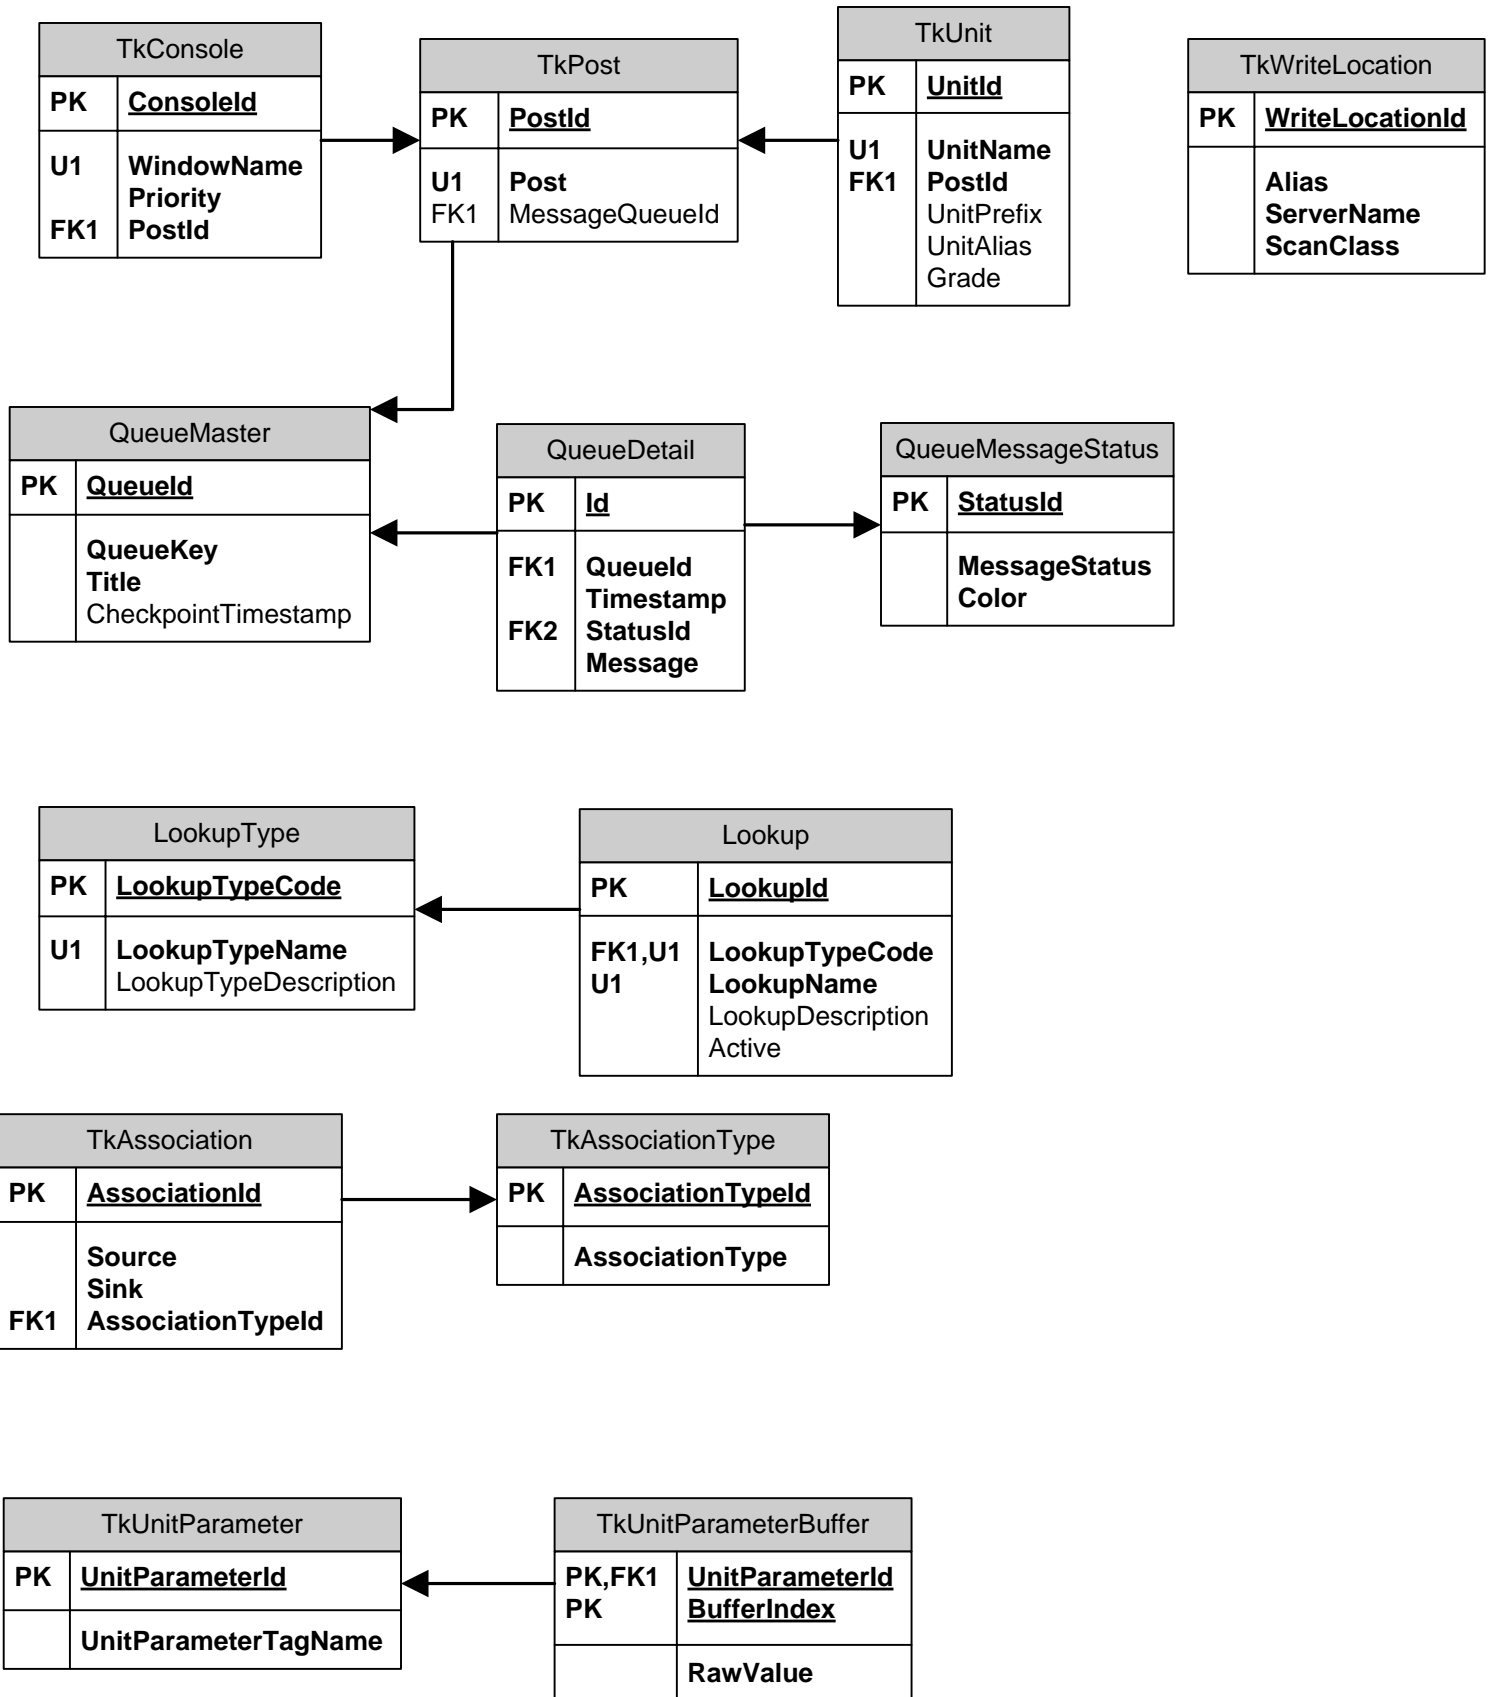 TkConsole
PK ConsoleId
U1 WindowName
Priority
FK1 PostId
TkPost
PK PostId
U1 Post
FK1 MessageQueueId
TkUnit
PK UnitId
U1 UnitName
FK1 PostId
UnitPrefix
UnitAlias
Grade
TkWriteLocation
PK WriteLocationId
Alias
ServerName
ScanClass
QueueMaster
PK QueueId
QueueKey
Title
CheckpointTimestamp
QueueDetail
PK Id
FK1 QueueId
Timestamp
FK2 StatusId
Message
QueueMessageStatus
PK StatusId
MessageStatus
Color
LookupType
PK LookupTypeCode
U1 LookupTypeName
LookupTypeDescription
Lookup
PK LookupId
FK1,U1 LookupTypeCode
U1 LookupName
LookupDescription
Active
TkAssociation
PK AssociationId
Source
Sink
FK1 AssociationTypeId
TkAssociationType
PK AssociationTypeId
AssociationType
TkUnitParameter
PK UnitParameterId
UnitParameterTagName
TkUnitParameterBuffer
PK,FK1 UnitParameterId
PK BufferIndex
RawValue